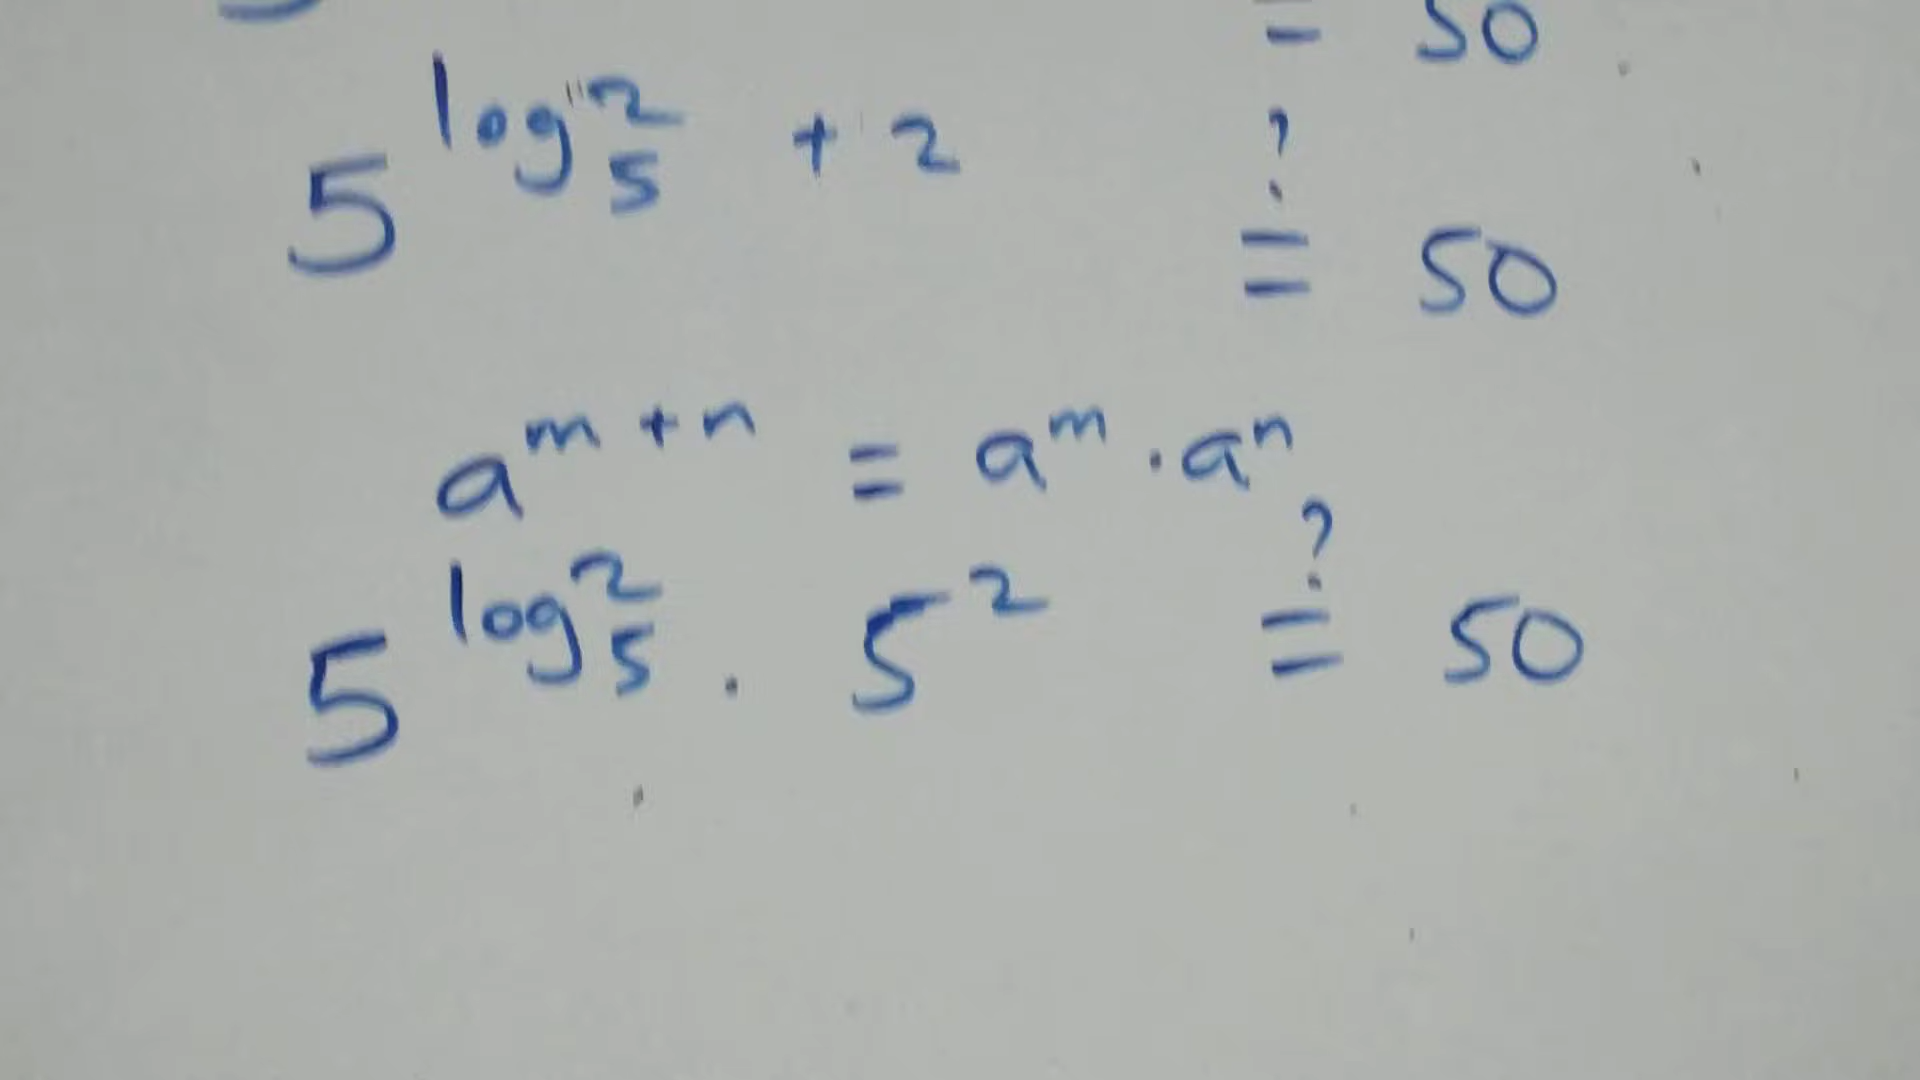 = 50
5^{log_5^2 + 2} ≟ 50
a^{m+n} = a^m · a^n
5^{log_5^2} · 5^2 ≟ 50